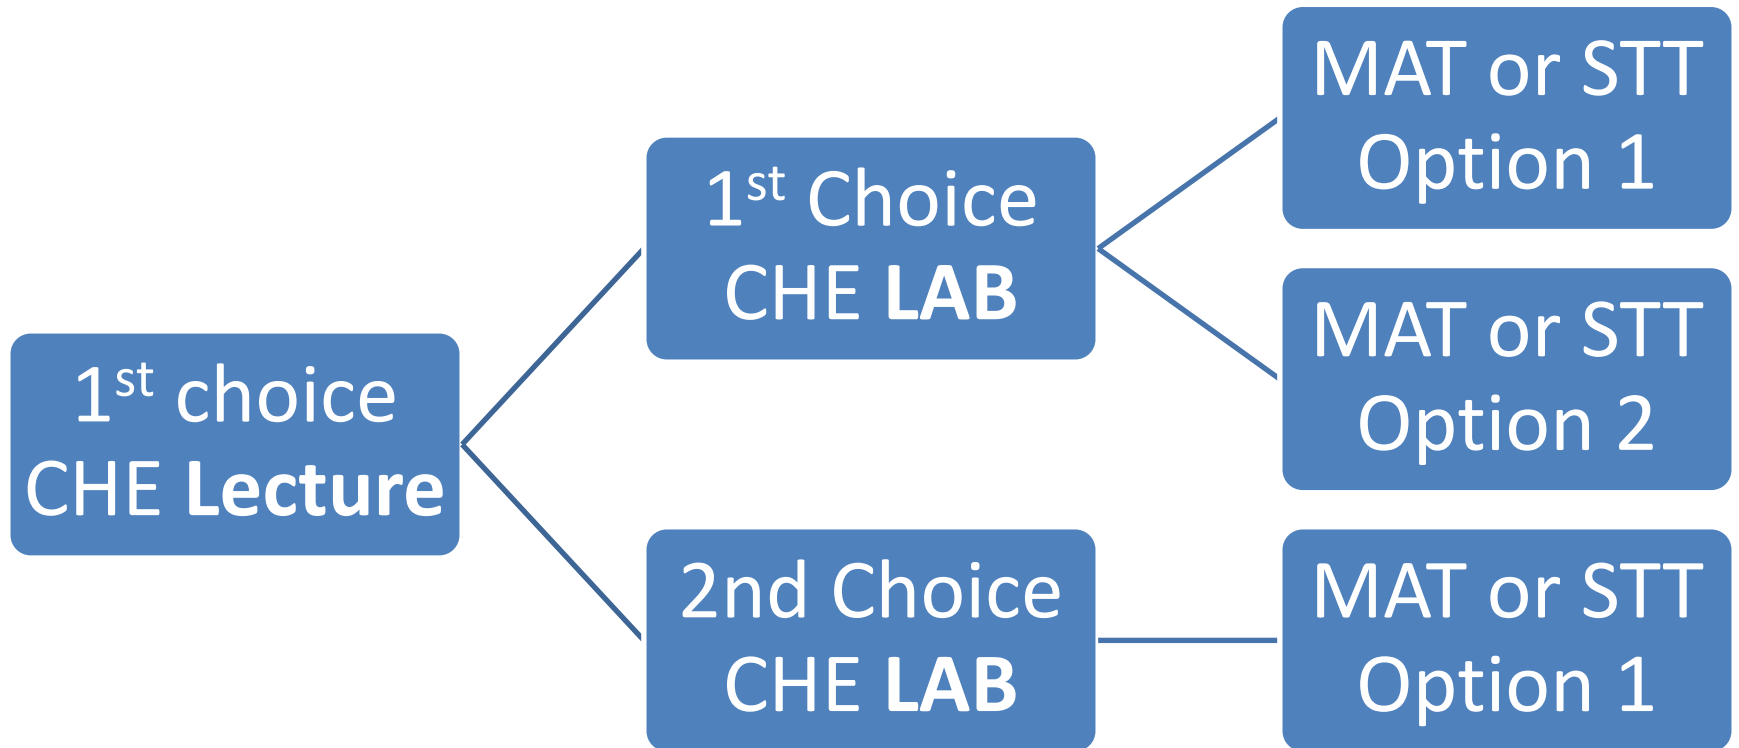 1st choice
CHE Lecture
1st Choice
CHE LAB
MAT or STT
Option 1
MAT or STT
Option 2
2nd Choice
CHE LAB
MAT or STT
Option 1